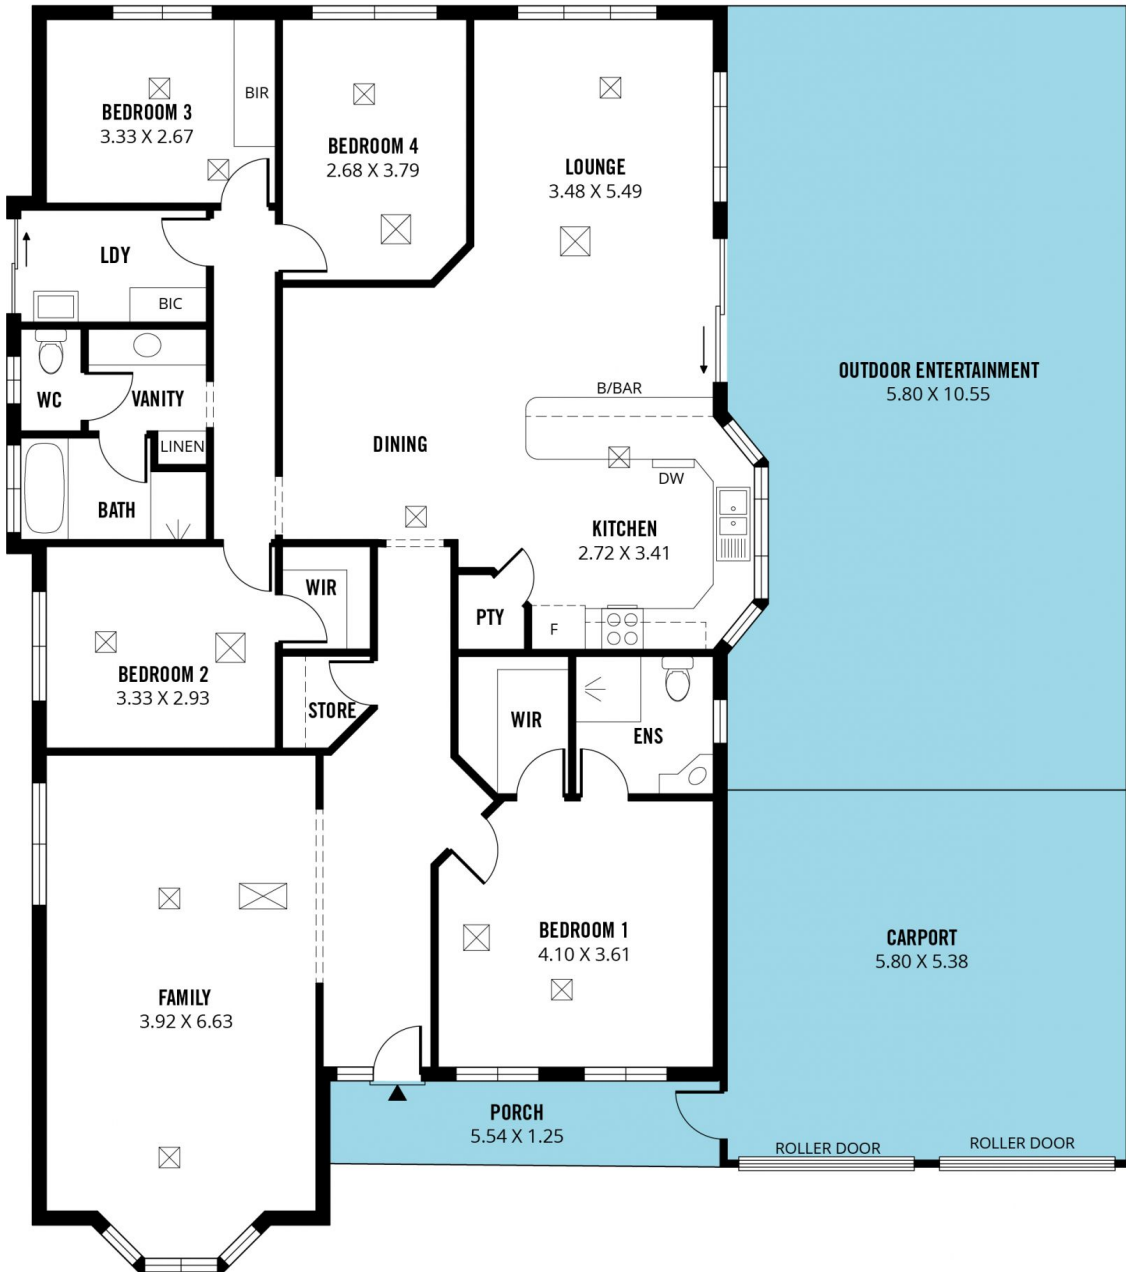 BEDROOM 3
3.33 X 2.67
BIR
BEDROOM 4
2.68 X 3.79
LOUNGE
3.48 X 5.49
LDY
BIC
WC
VANITY
LINEN
BATH
DINING
B/BAR
DW
KITCHEN
2.72 X 3.41
OUTDOOR ENTERTAINMENT
5.80 X 10.55
WIR
PTY
F
BEDROOM 2
3.33 X 2.93
STORE
WIR
ENS
BEDROOM 1
4.10 X 3.61
CARPORT
5.80 X 5.38
FAMILY
3.92 X 6.63
PORCH
5.54 X 1.25
ROLLER DOOR
ROLLER DOOR